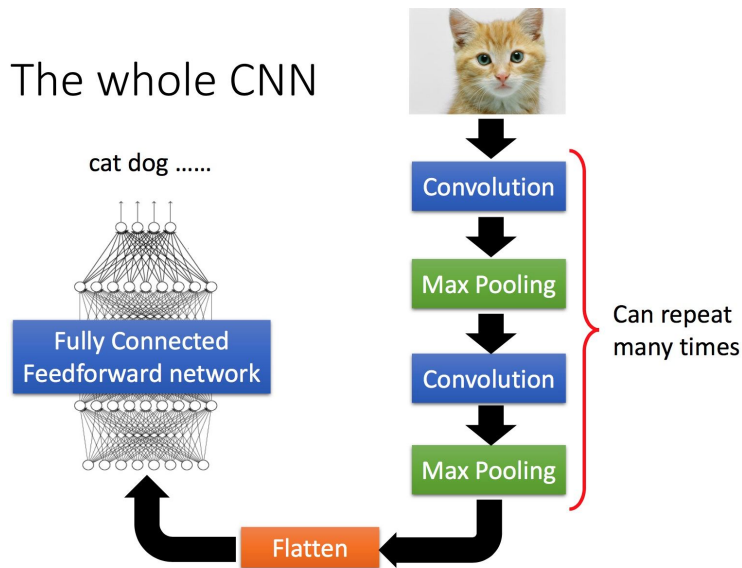 The whole CNN
cat dog ......
Fully Connected
Feedforward network
Convolution
Max Pooling
Convolution
Max Pooling
Can repeat
many times
Flatten